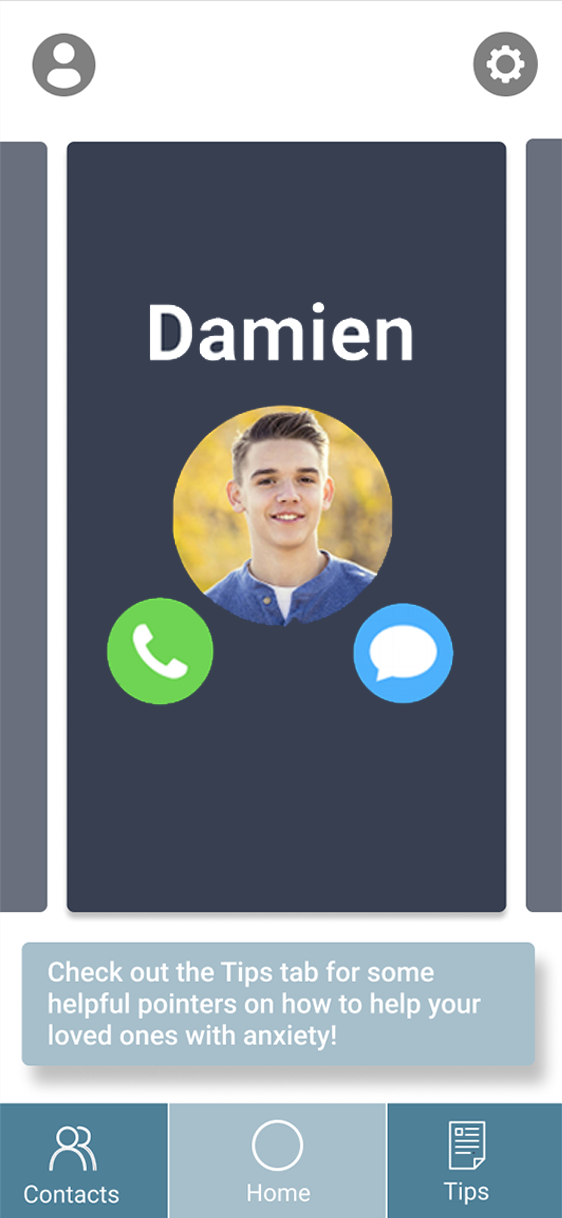 Damien
Check out the Tips tab for some
helpful pointers on how to help your
loved ones with anxiety!
Contacts
Home
Tips